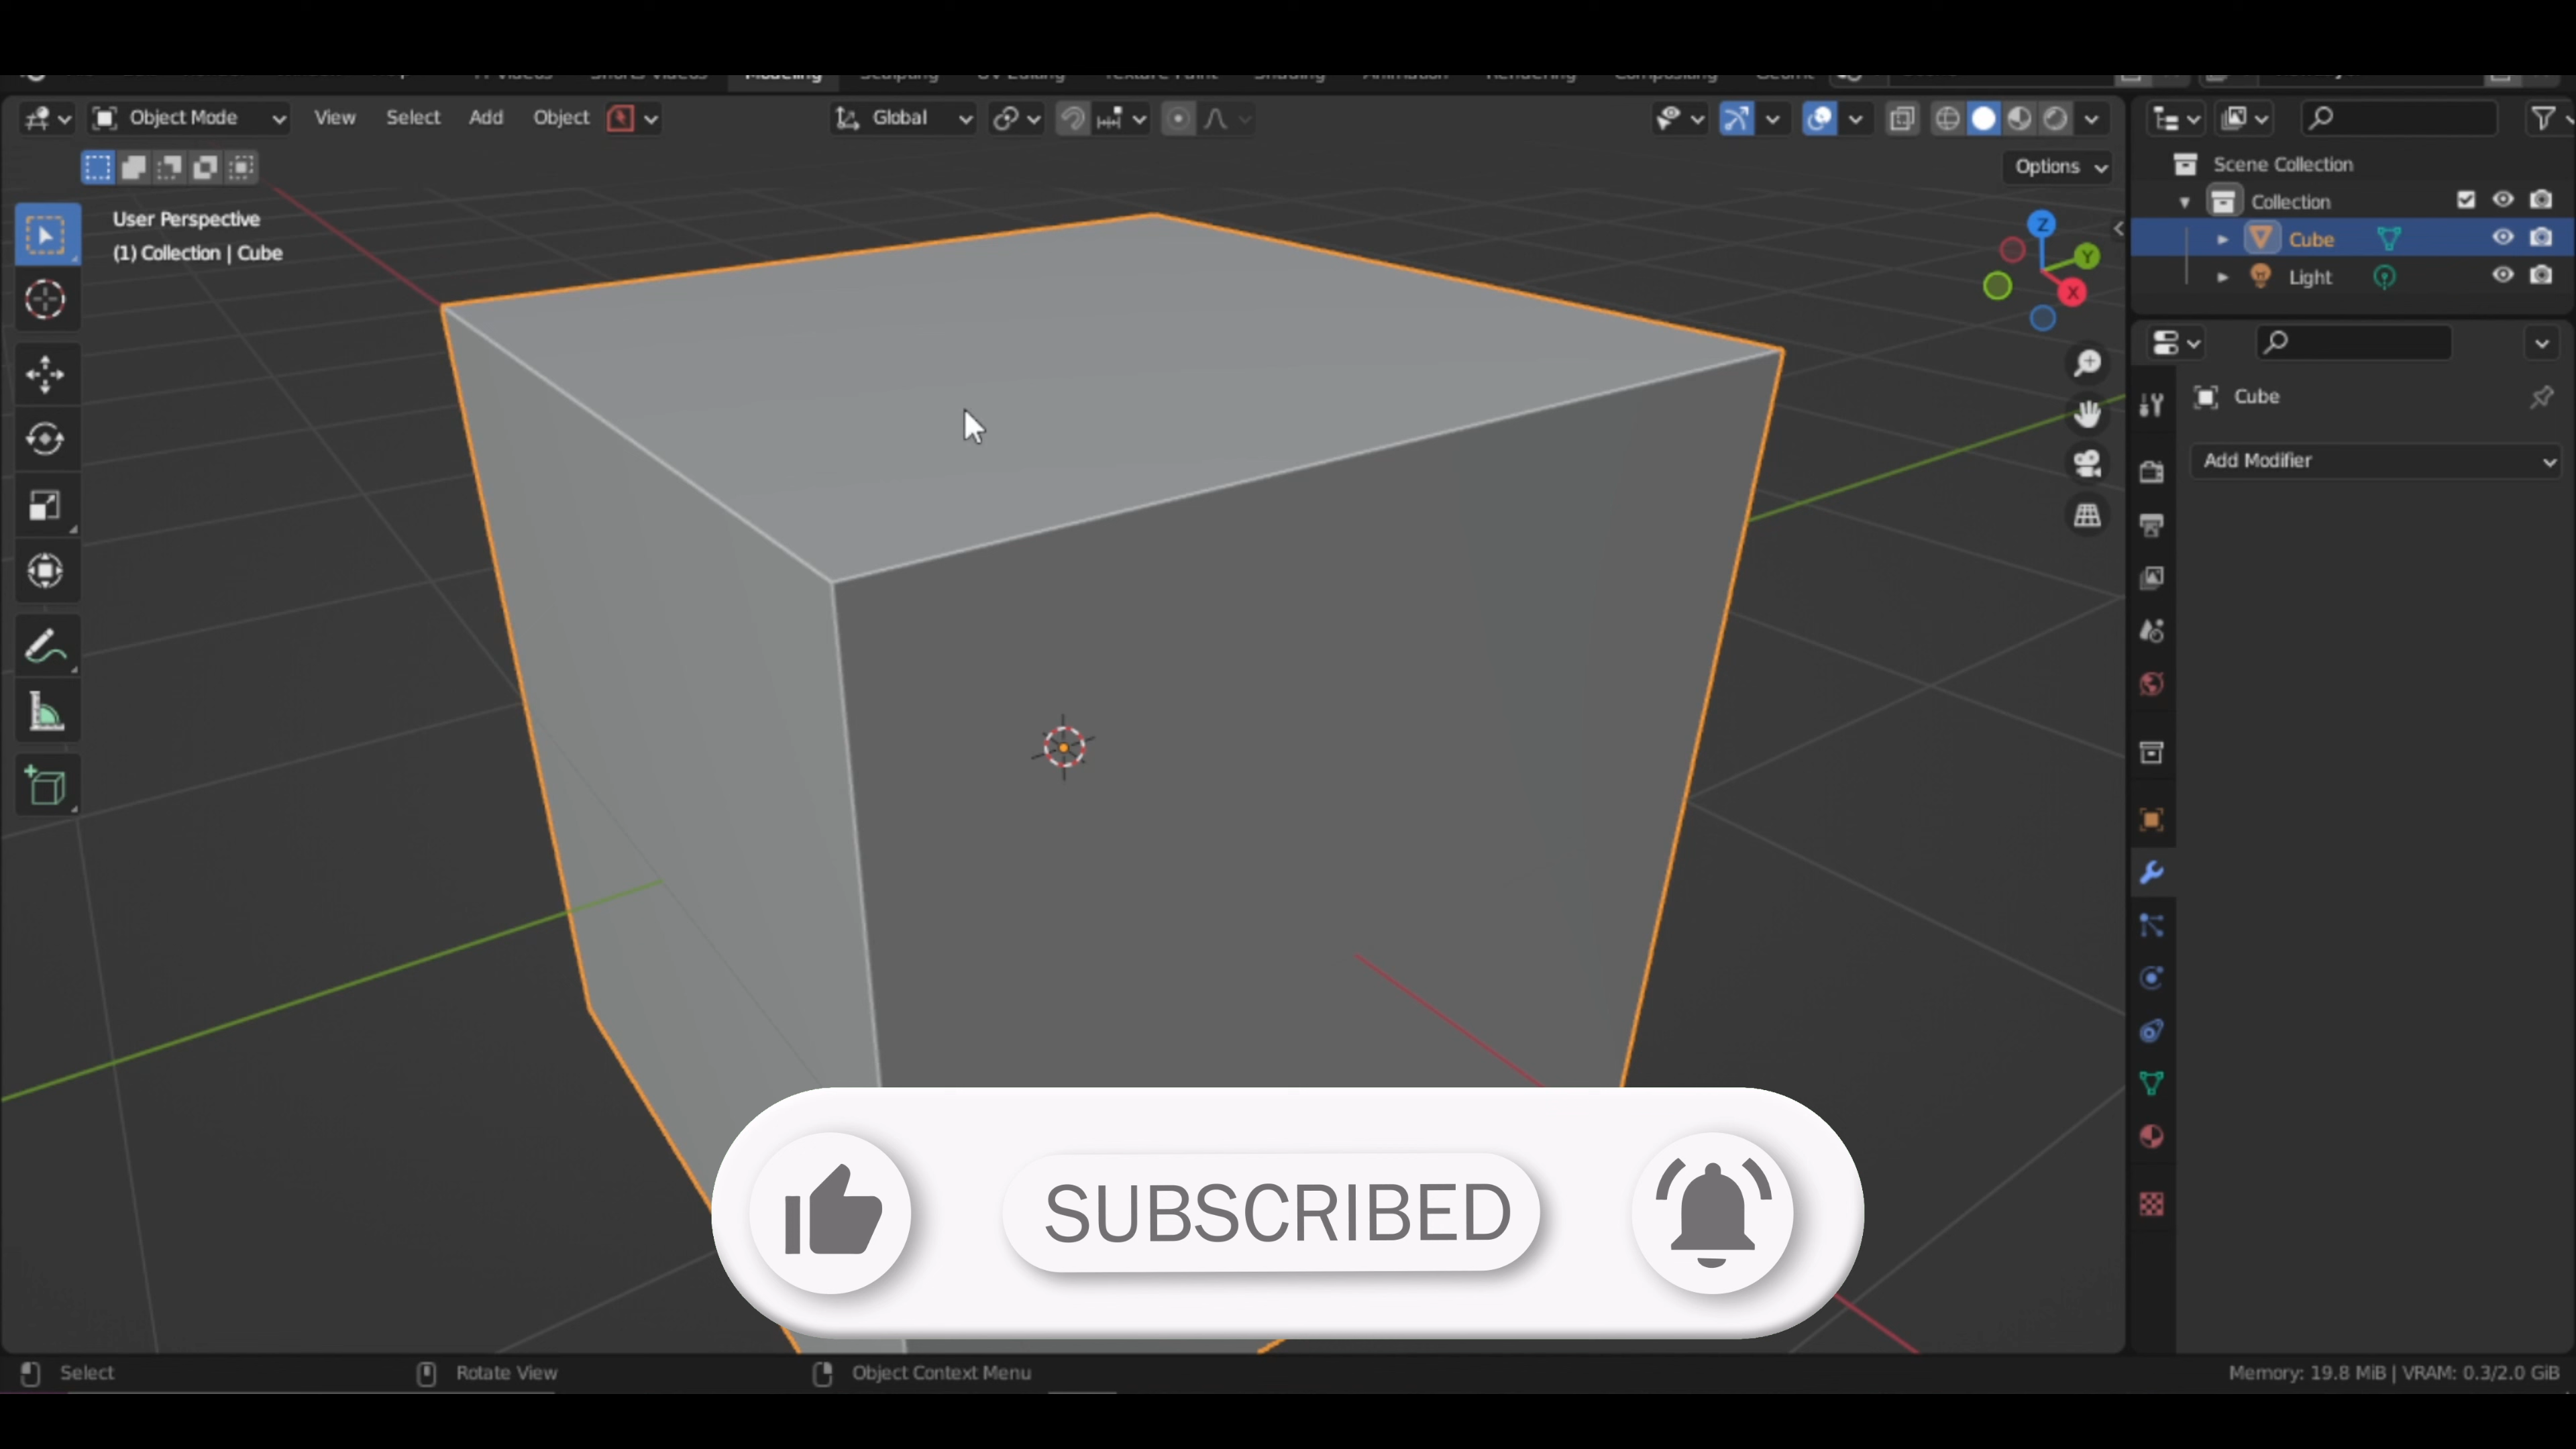 Modeling
Object Mode
View
Select
Add
Object
Global
Options
User Perspective
(1) Collection | Cube
Z
Y
X
Scene Collection
Collection
Cube
Light
Cube
Add Modifier
SUBSCRIBED
Select
Rotate View
Object Context Menu
Memory: 19.8 MiB | VRAM: 0.3/2.0 GiB